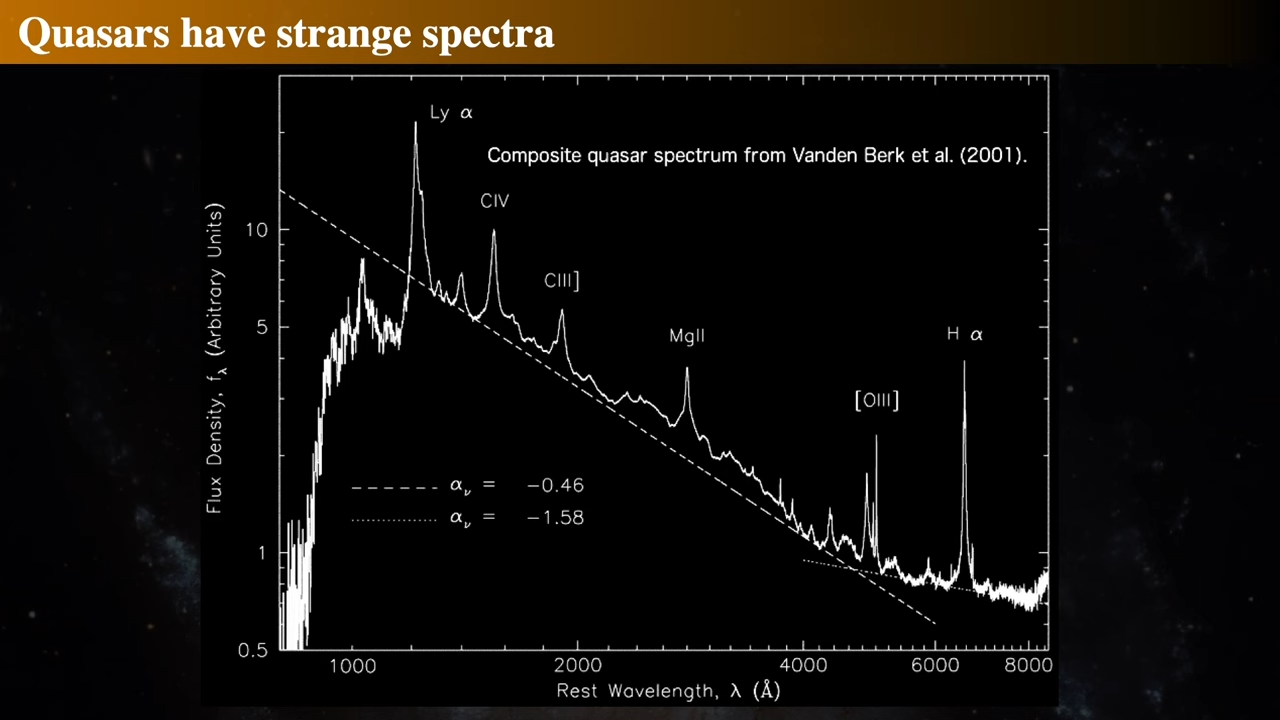 Quasars have strange spectra
Ly α
Composite quasar spectrum from Vanden Berk et al. (2001).
CIV
CIII]
MgII
H α
[OIII]
αν = −0.46
αν = −1.58
Flux Density, fλ (Arbitrary Units)
10
5
1
0.5
1000 2000 4000 6000 8000
Rest Wavelength, λ (Å)